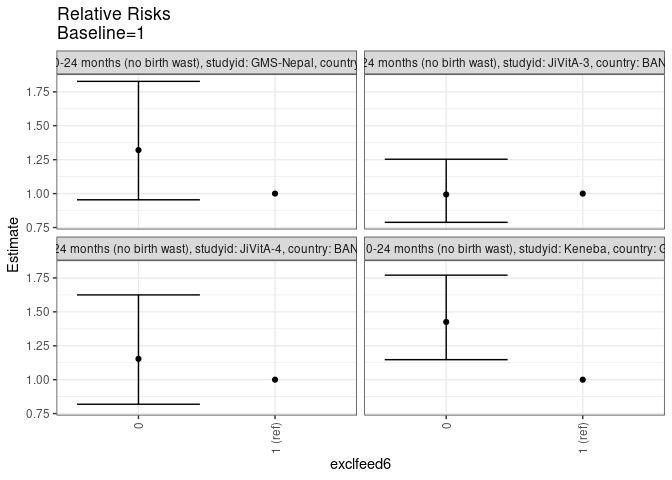 Relative Risks
Baseline=1
0-24 months (no birth wast), studyid: GMS-Nepal, country
24 months (no birth wast), studyid: JiVitA-3, country: BAN
1.75
1.50
1.25
1.00
0.75
24 months (no birth wast), studyid: JiVitA-4, country: BAN
0-24 months (no birth wast), studyid: Keneba, country: G
1.75
1.50
1.25
1.00
0.75
Estimate
0
1 (ref)
0
1 (ref)
exclfeed6